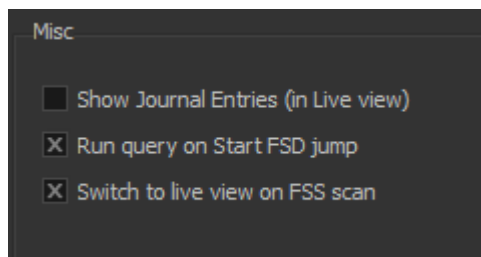 Misc
Show Journal Entries (in Live view)
Run query on Start FSD jump
Switch to live view on FSS scan